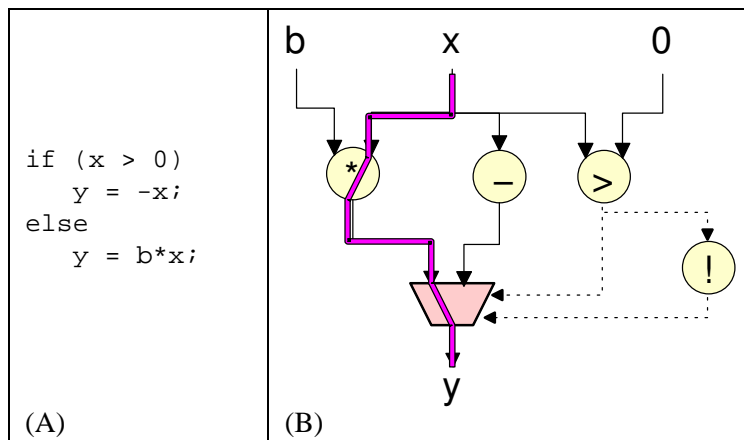 if (x > 0)
y = -x;
else
y = b*x;
(A)
b x 0
* – >
!
y
(B)